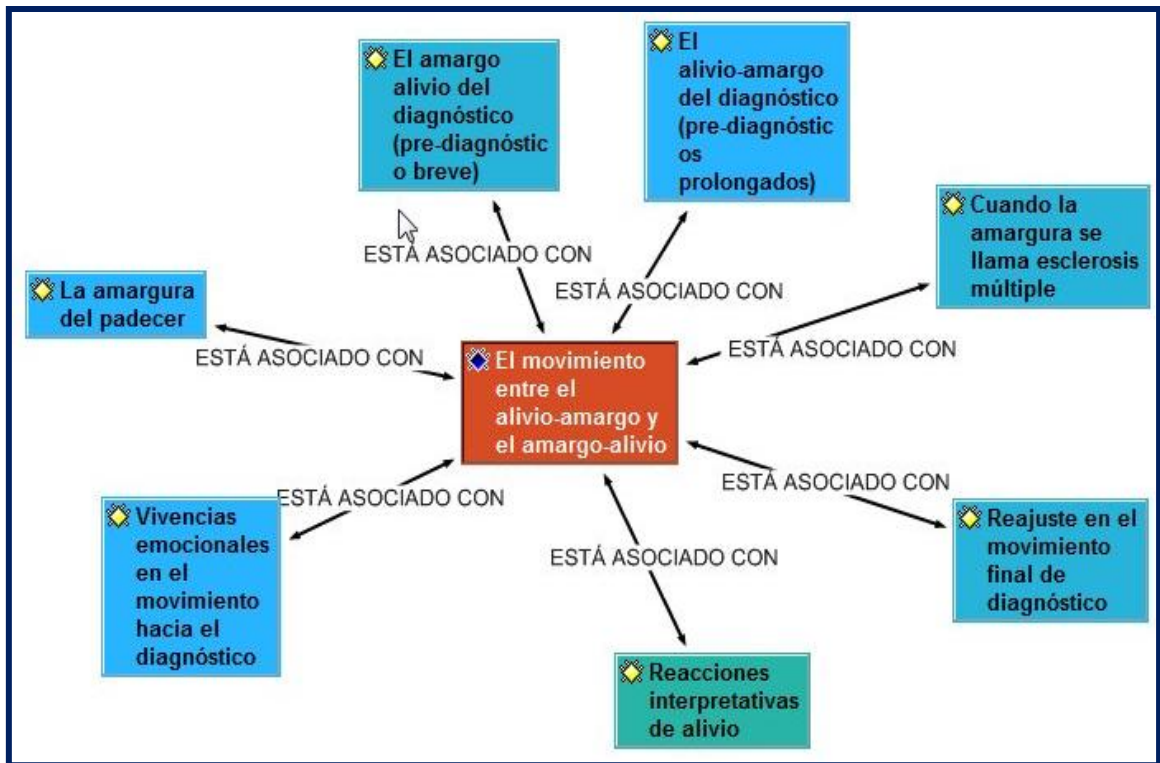 El amargo
alivio del
diagnóstico
(pre-diagnóstic
o breve)
El
alivio-amargo
del diagnóstico
(pre-diagnóstic
os
prolongados)
Cuando la
amargura se
llama esclerosis
múltiple
ESTÁ ASOCIADO CON
ESTÁ ASOCIADO CON
La amargura
del padecer
ESTÁ ASOCIADO CON
ESTÁ ASOCIADO CON
El movimiento
entre el
alivio-amargo y
el amargo-alivio
ESTÁ ASOCIADO CON
ESTÁ ASOCIADO CON
Vivencias
emocionales
en el
movimiento
hacia el
diagnóstico
Reajuste en el
movimiento
final de
diagnóstico
ESTÁ ASOCIADO CON
Reacciones
interpretativas
de alivio